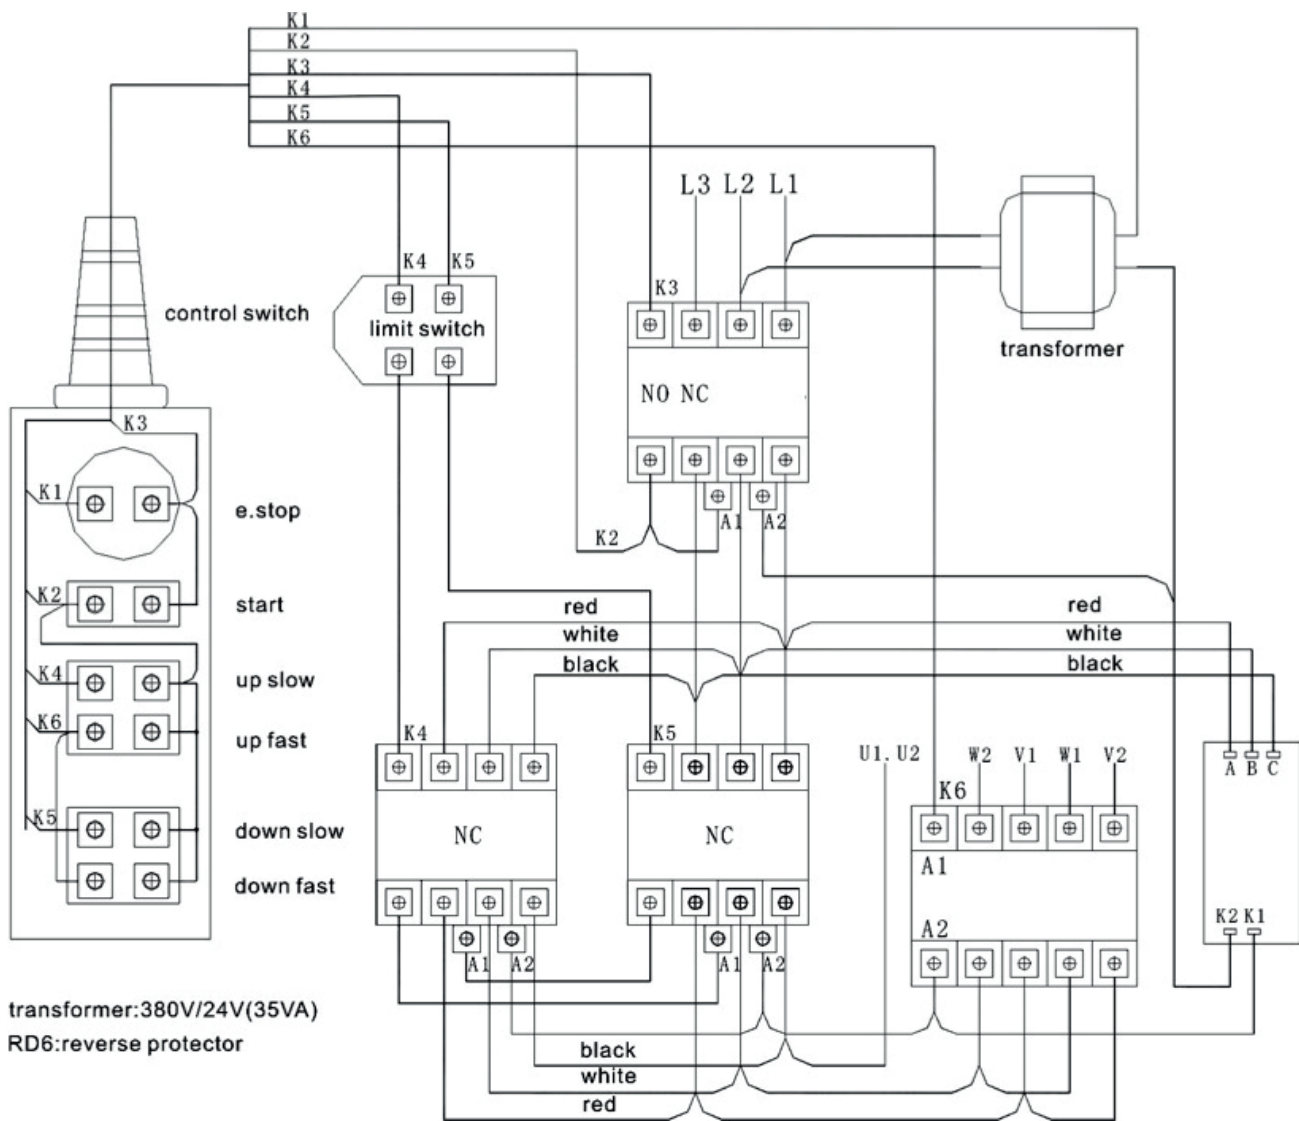 K1
K2
K3
K4
K5
K6
L3 L2 L1
K4 K5
K3
control switch
limit switch
transformer
NO NC
K3
K1
e.stop
A1 A2
K2
K2
start
red
white
black
red
white
black
K4
up slow
K6
up fast
K4
K5
U1.U2
W2 V1 W1 V2
A B C
K6
K5
down slow
NC
NC
A1
down fast
A2
K2 K1
A1 A2
A1 A2
transformer:380V/24V(35VA)
RD6:reverse protector
black
white
red